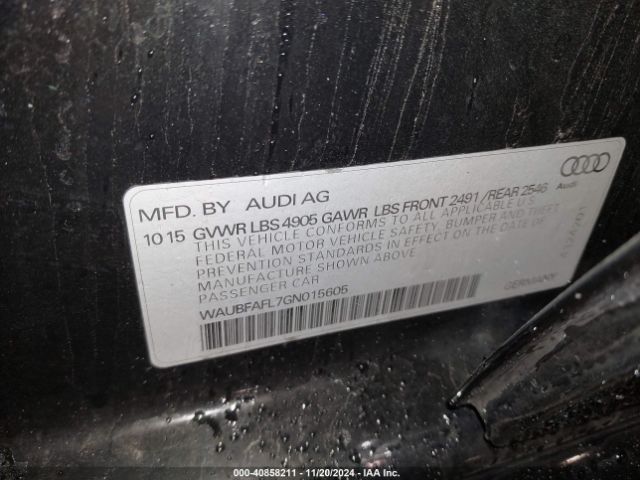 MFD. BY AUDI AG
Audi
10 15 GVWR LBS 4905 GAWR LBS FRONT 2491 /REAR 2546
THIS VEHICLE CONFORMS TO ALL APPLICABLE U.S
FEDERAL MOTOR VEHICLE SAFETY, BUMPER AND THEFT
PREVENTION STANDARDS IN EFFECT ON THE DATE OF
MANUFACTURE SHOWN ABOVE
PASSENGER CAR
WAUBFAFL7GN015605
GERMANY
000-40858211 — 11/20/2024 — IAAI.COM